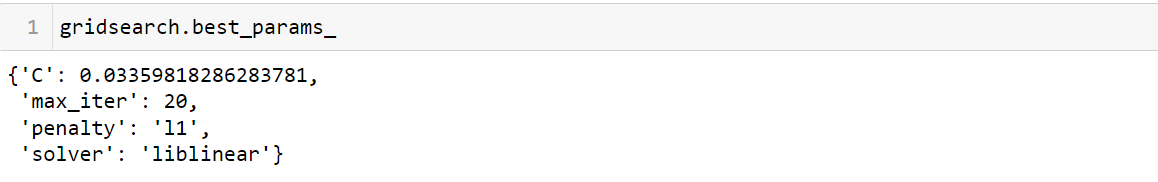 1 gridsearch.best_params_
{'C': 0.03359818286283781,
'max_iter': 20,
'penalty': 'l1',
'solver': 'liblinear'}